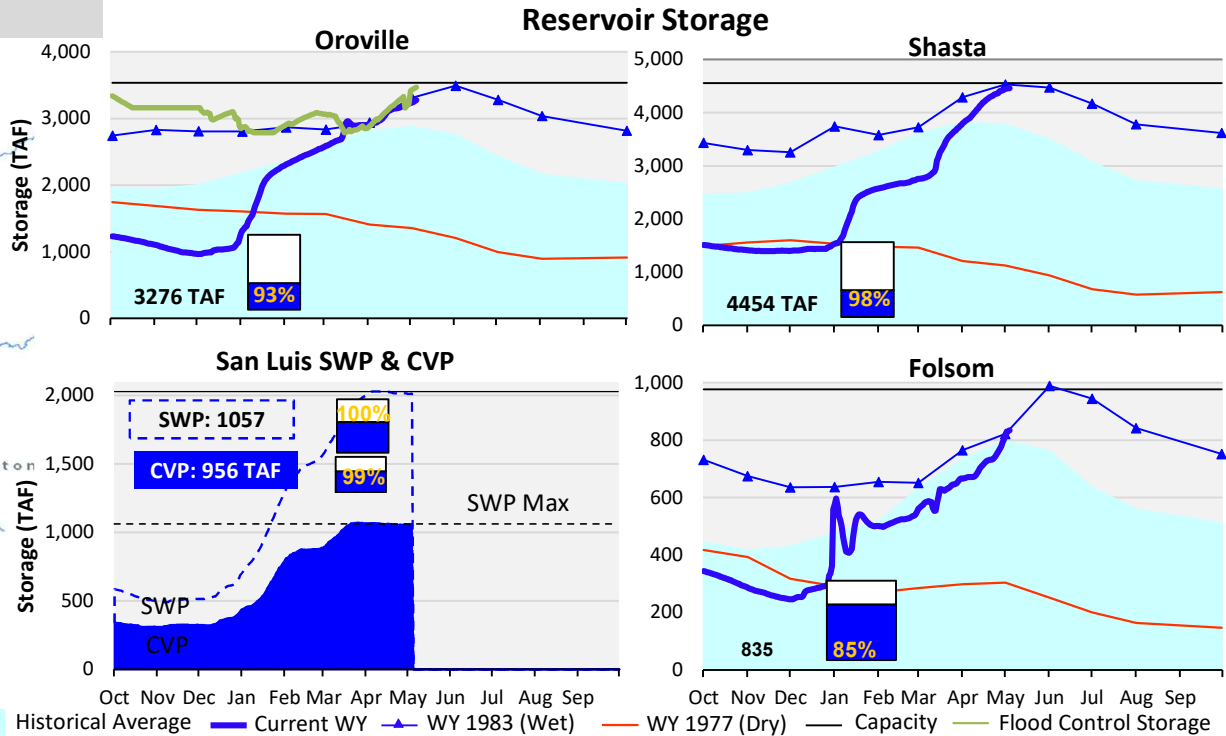 Reservoir Storage
Oroville
4,000
3,000
2,000
1,000
0
Storage (TAF)
3276 TAF
93%
Shasta
5,000
4,000
3,000
2,000
1,000
0
4454 TAF
98%
San Luis SWP & CVP
2,000
1,500
1,000
500
0
Storage (TAF)
SWP: 1057
CVP: 956 TAF
100%
99%
SWP Max
SWP
CVP
Oct Nov Dec Jan Feb Mar Apr May Jun Jul Aug Sep
Folsom
1,000
800
600
400
200
0
835
85%
Oct Nov Dec Jan Feb Mar Apr May Jun Jul Aug Sep
ton
Historical Average Current WY WY 1983 (Wet) WY 1977 (Dry) Capacity Flood Control Storage